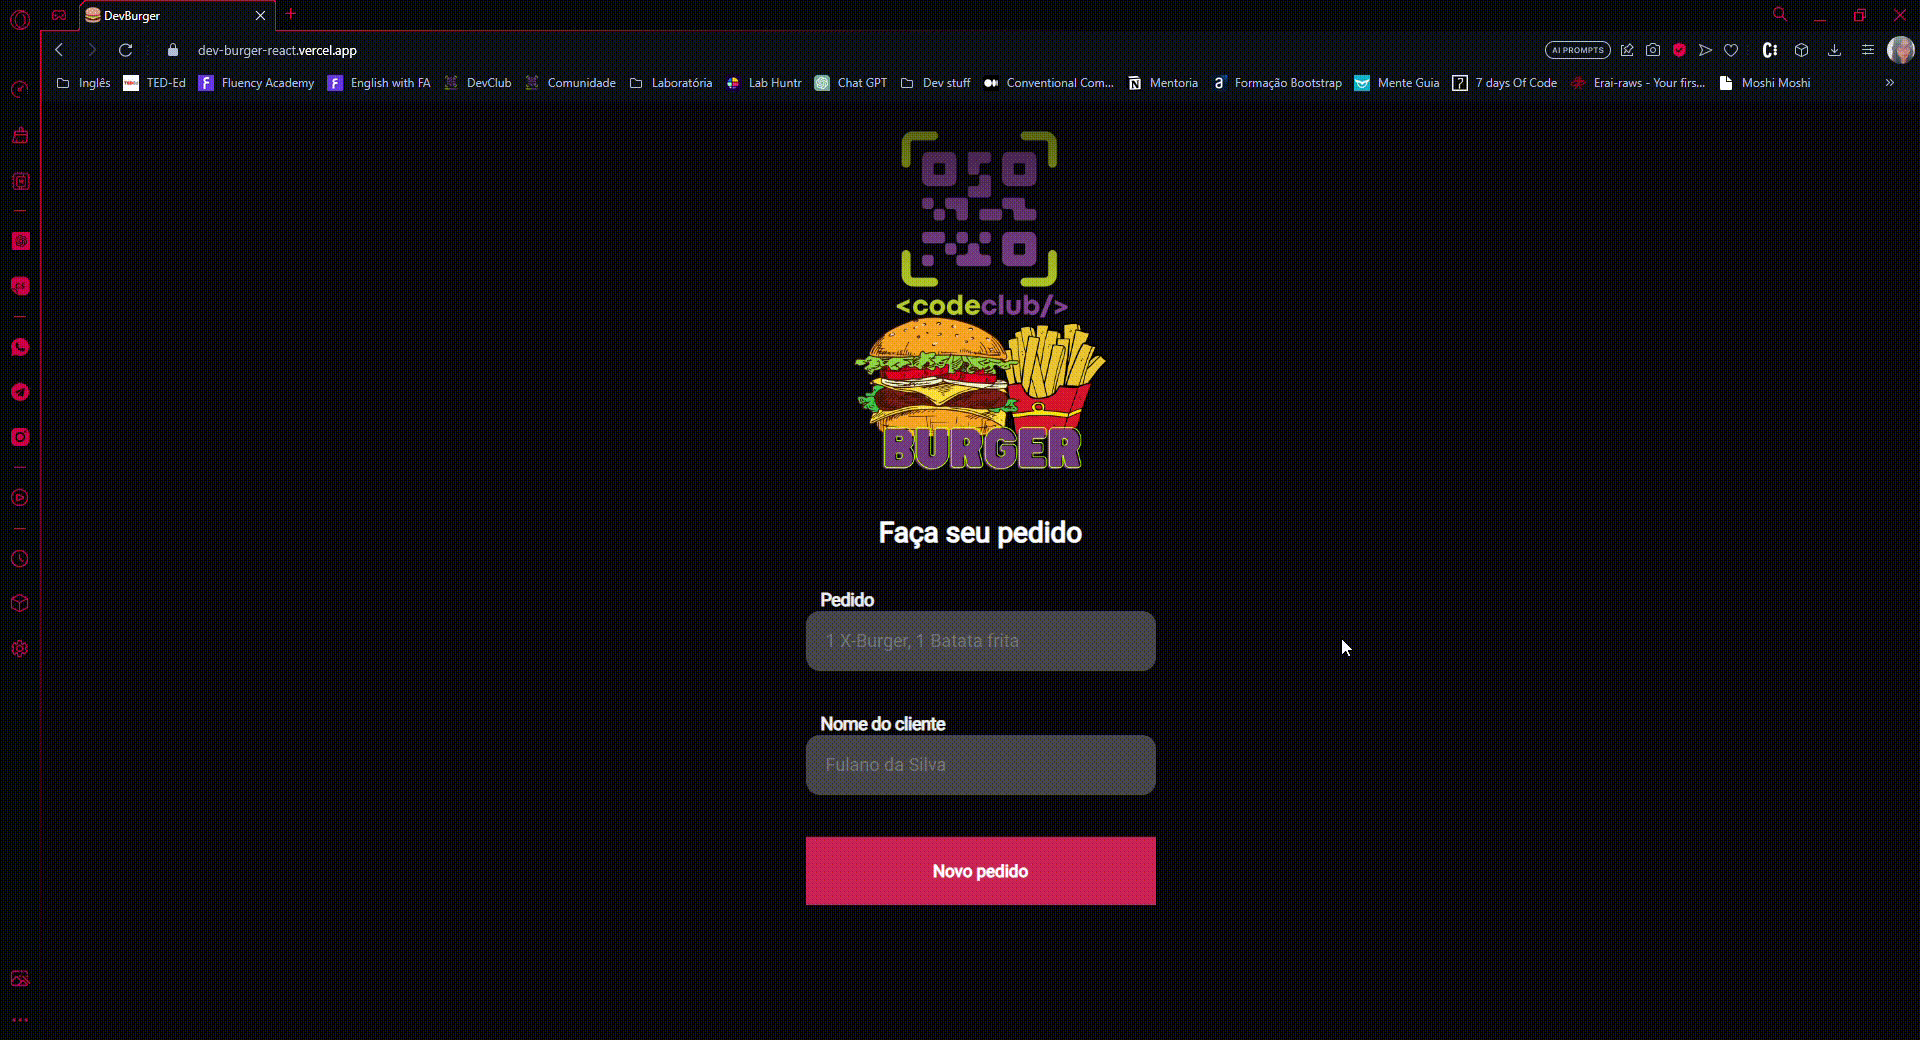 DevBurger
dev-burger-react.vercel.app
AI PROMPTS
Inglês TED-Ed Fluency Academy English with FA DevClub Comunidade Laboratória Lab Huntr Chat GPT Dev stuff Conventional Com... Mentoria Formação Bootstrap Mente Guia 7 days Of Code Erai-raws - Your firs... Moshi Moshi
<codeclub/>
BURGER
Faça seu pedido
Pedido
1 X-Burger, 1 Batata frita
Nome do cliente
Fulano da Silva
Novo pedido